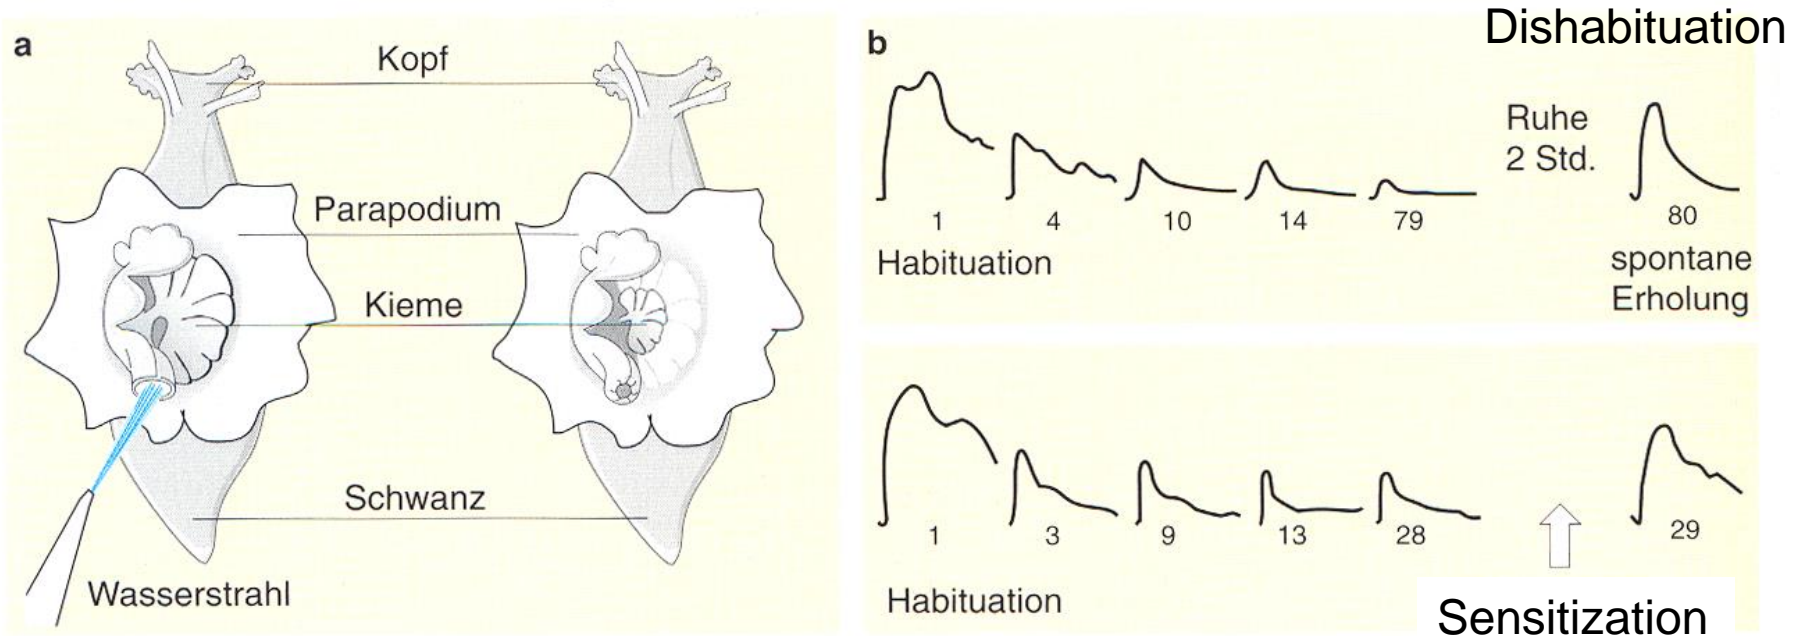 a
Kopf
Parapodium
Kieme
Schwanz
Wasserstrahl
b
Dishabituation
Ruhe
2 Std.
1 4 10 14 79 80
Habituation
spontane
Erholung
1 3 9 13 28 29
Habituation
Sensitization